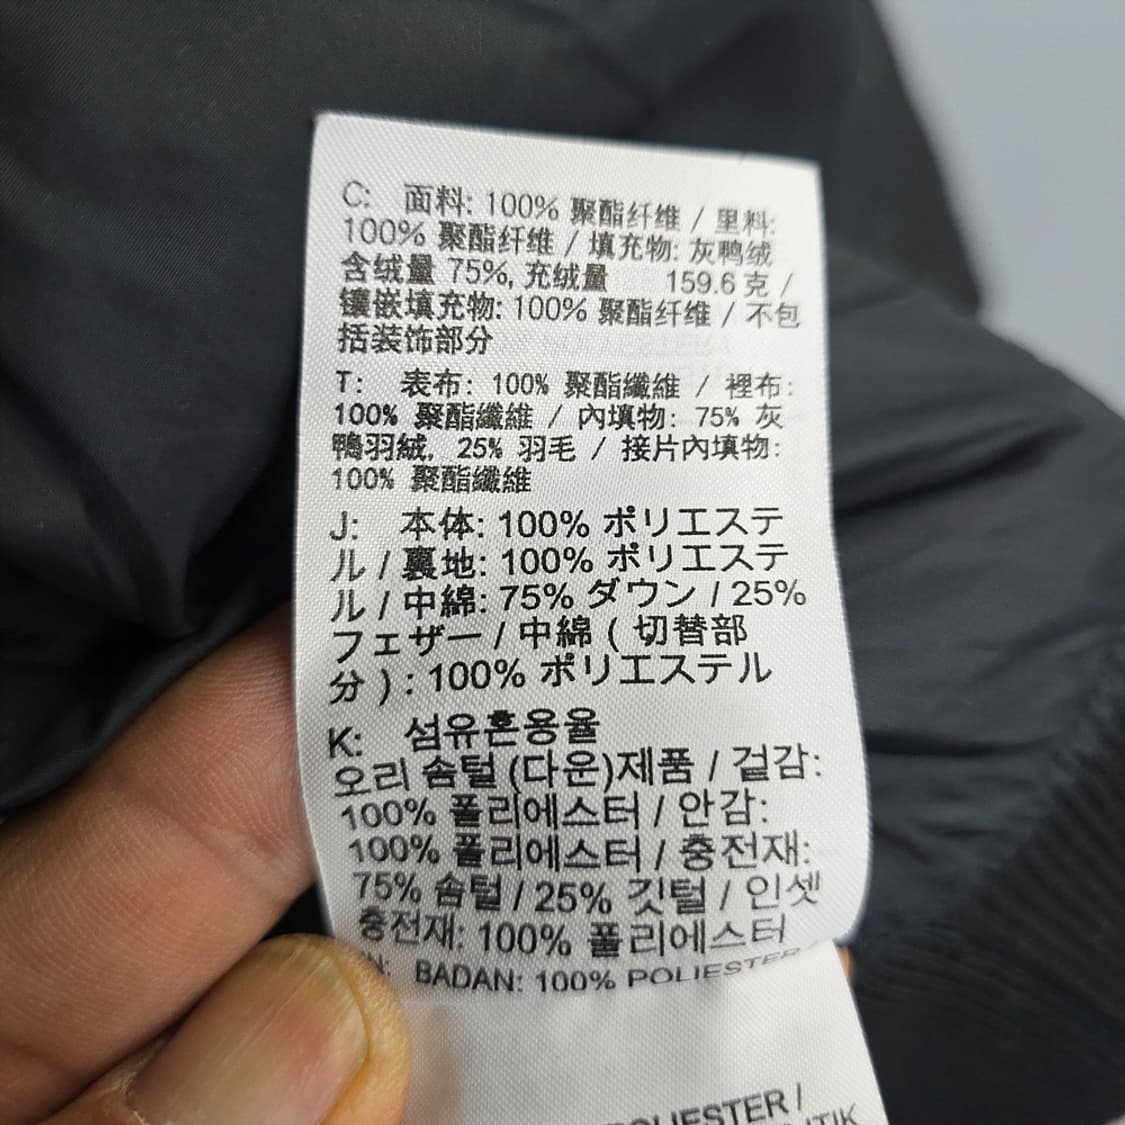 C: 面料: 100% 聚酯纤维 / 里料:
100% 聚酯纤维 / 填充物: 灰鸭绒
含绒量 75%, 充绒量 159.6 克 /
镶嵌填充物: 100% 聚酯纤维 / 不包
括装饰部分
T: 表布: 100% 聚酯纖維 / 裡布:
100% 聚酯纖維 / 內填物: 75% 灰
鴨羽絨, 25% 羽毛 / 接片內填物:
100% 聚酯纖維
J: 本体: 100% ポリエステ
ル / 裏地: 100% ポリエステ
ル / 中綿: 75% ダウン / 25%
フェザー / 中綿 ( 切替部
分 ) : 100% ポリエステル
K: 섬유혼용율
오리 솜털 (다운)제품 / 겉감:
100% 폴리에스터 / 안감:
100% 폴리에스터 / 충전재:
75% 솜털 / 25% 깃털 / 인셋
충전재: 100% 폴리에스터
BADAN: 100% POLIESTER /
POLIESTER /